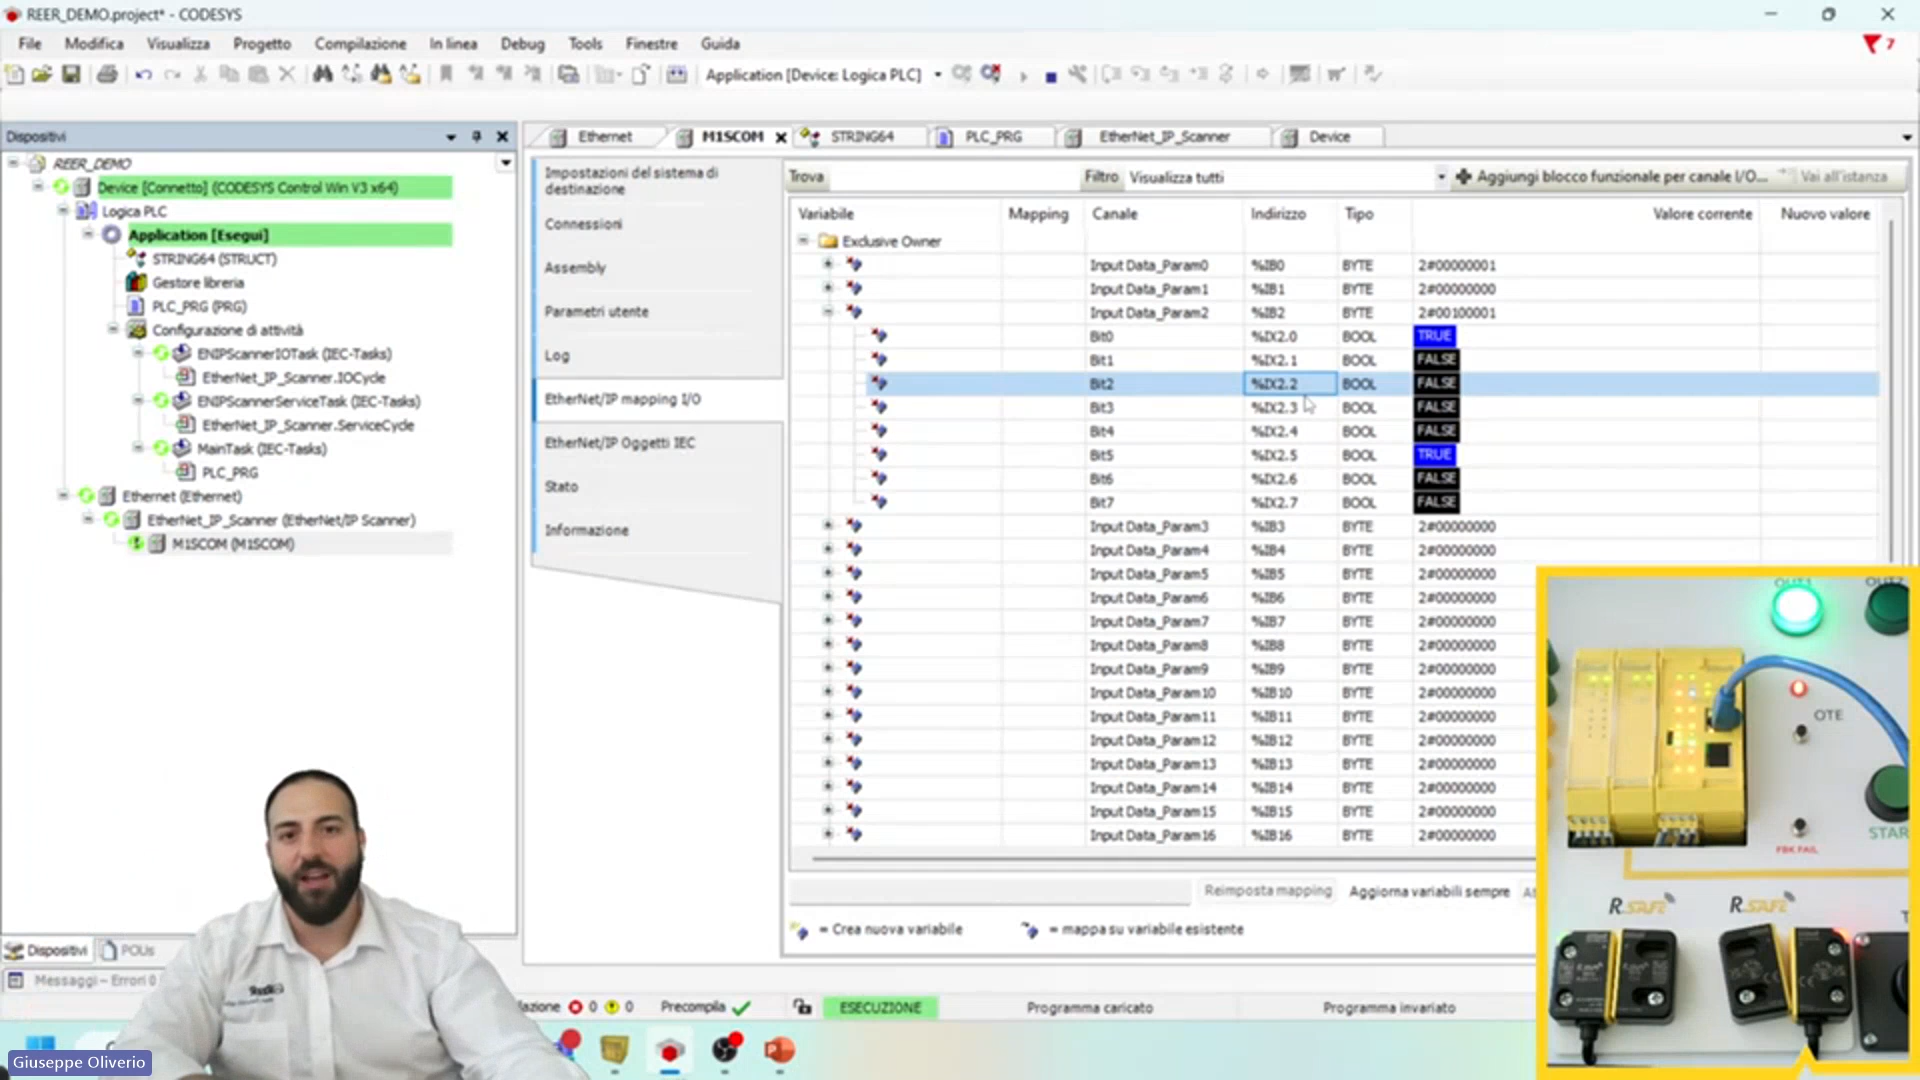 REER_DEMO.project* - CODESYS
File Modifica Visualizza Progetto Compilazione In linea Debug Tools Finestre Guida
7
Application [Device: Logica PLC]
Dispositivi
REER_DEMO
Device [Connetto] (CODESYS Control Win V3 x64)
Logica PLC
Application [Esegui]
STRING64 (STRUCT)
Gestore libreria
PLC_PRG (PRG)
Configurazione di attività
ENIPScannerIOTask (IEC-Tasks)
EtherNet_IP_Scanner.IOCycle
ENIPScannerServiceTask (IEC-Tasks)
EtherNet_IP_Scanner.ServiceCycle
MainTask (IEC-Tasks)
PLC_PRG
Ethernet (Ethernet)
EtherNet_IP_Scanner (EtherNet/IP Scanner)
M1SCOM (M1SCOM)
Dispositivi POUs
Messaggi - Errori 0
Ethernet M1SCOM STRING64 PLC_PRG EtherNet_IP_Scanner Device
Impostazioni del sistema di
destinazione
Connessioni
Assembly
Parametri utente
Log
EtherNet/IP mapping I/O
EtherNet/IP Oggetti IEC
Stato
Informazione
Trova Filtro Visualizza tutti Aggiungi blocco funzionale per canale I/O... Vai all'istanza
Variabile Mapping Canale Indirizzo Tipo Valore corrente Nuovo valore
Exclusive Owner
Input Data_Param0 %IB0 BYTE 2#00000001
Input Data_Param1 %IB1 BYTE 2#00000000
Input Data_Param2 %IB2 BYTE 2#00100001
Bit0 %IX2.0 BOOL TRUE
Bit1 %IX2.1 BOOL FALSE
Bit2 %IX2.2 BOOL FALSE
Bit3 %IX2.3 BOOL FALSE
Bit4 %IX2.4 BOOL FALSE
Bit5 %IX2.5 BOOL TRUE
Bit6 %IX2.6 BOOL FALSE
Bit7 %IX2.7 BOOL FALSE
Input Data_Param3 %IB3 BYTE 2#00000000
Input Data_Param4 %IB4 BYTE 2#00000000
Input Data_Param5 %IB5 BYTE 2#00000000
Input Data_Param6 %IB6 BYTE 2#00000000
Input Data_Param7 %IB7 BYTE 2#00000000
Input Data_Param8 %IB8 BYTE 2#00000000
Input Data_Param9 %IB9 BYTE 2#00000000
Input Data_Param10 %IB10 BYTE 2#00000000
Input Data_Param11 %IB11 BYTE 2#00000000
Input Data_Param12 %IB12 BYTE 2#00000000
Input Data_Param13 %IB13 BYTE 2#00000000
Input Data_Param14 %IB14 BYTE 2#00000000
Input Data_Param15 %IB15 BYTE 2#00000000
Input Data_Param16 %IB16 BYTE 2#00000000
Reimposta mapping Aggiorna variabili sempre
= Crea nuova variabile = mappa su variabile esistente
lazione 0 0 Precompila ESECUZIONE Programma caricato Programma invariato
OUT1
OTE
STAR
FBK FAIL
R.SAFE R.SAFE
Giuseppe Oliverio